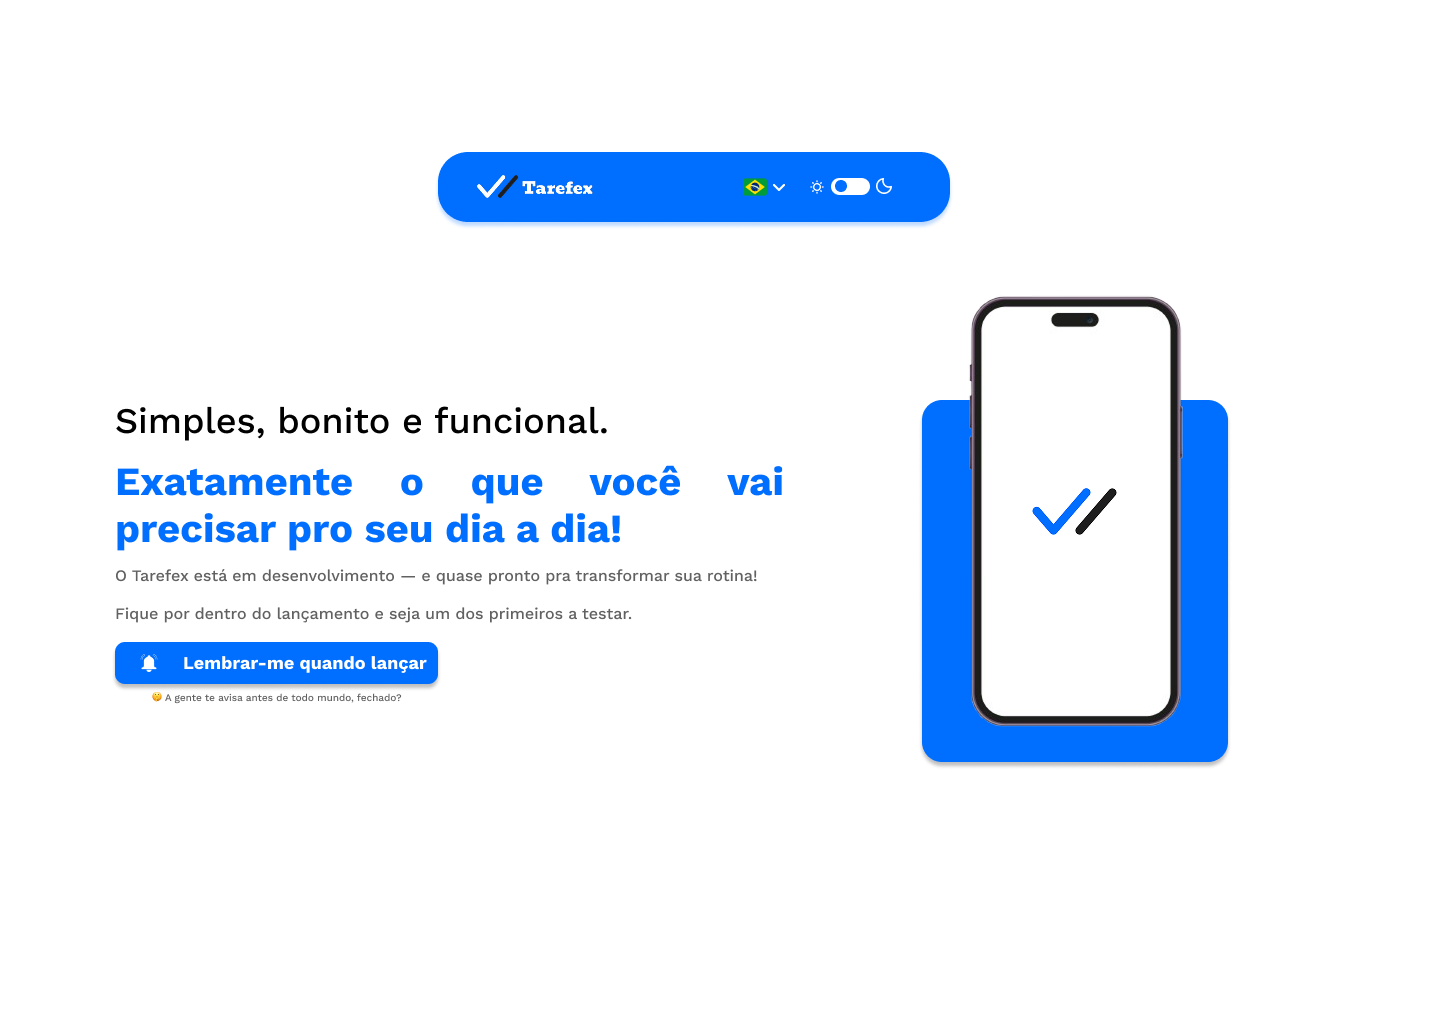 Tarefex
Simples, bonito e funcional.
Exatamente o que você vai
precisar pro seu dia a dia!
O Tarefex está em desenvolvimento — e quase pronto pra transformar sua rotina!
Fique por dentro do lançamento e seja um dos primeiros a testar.
Lembrar-me quando lançar
A gente te avisa antes de todo mundo, fechado?